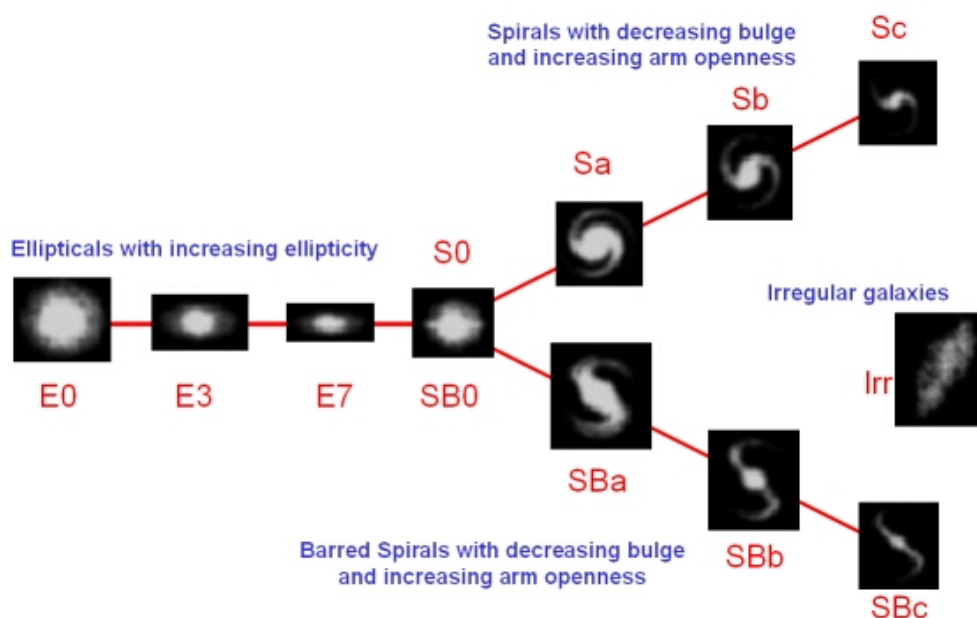 Spirals with decreasing bulge
and increasing arm openness
Sc
Sb
Sa
Ellipticals with increasing ellipticity
S0
Irregular galaxies
Irr
E0
E3
E7
SB0
SBa
Barred Spirals with decreasing bulge
and increasing arm openness
SBb
SBc